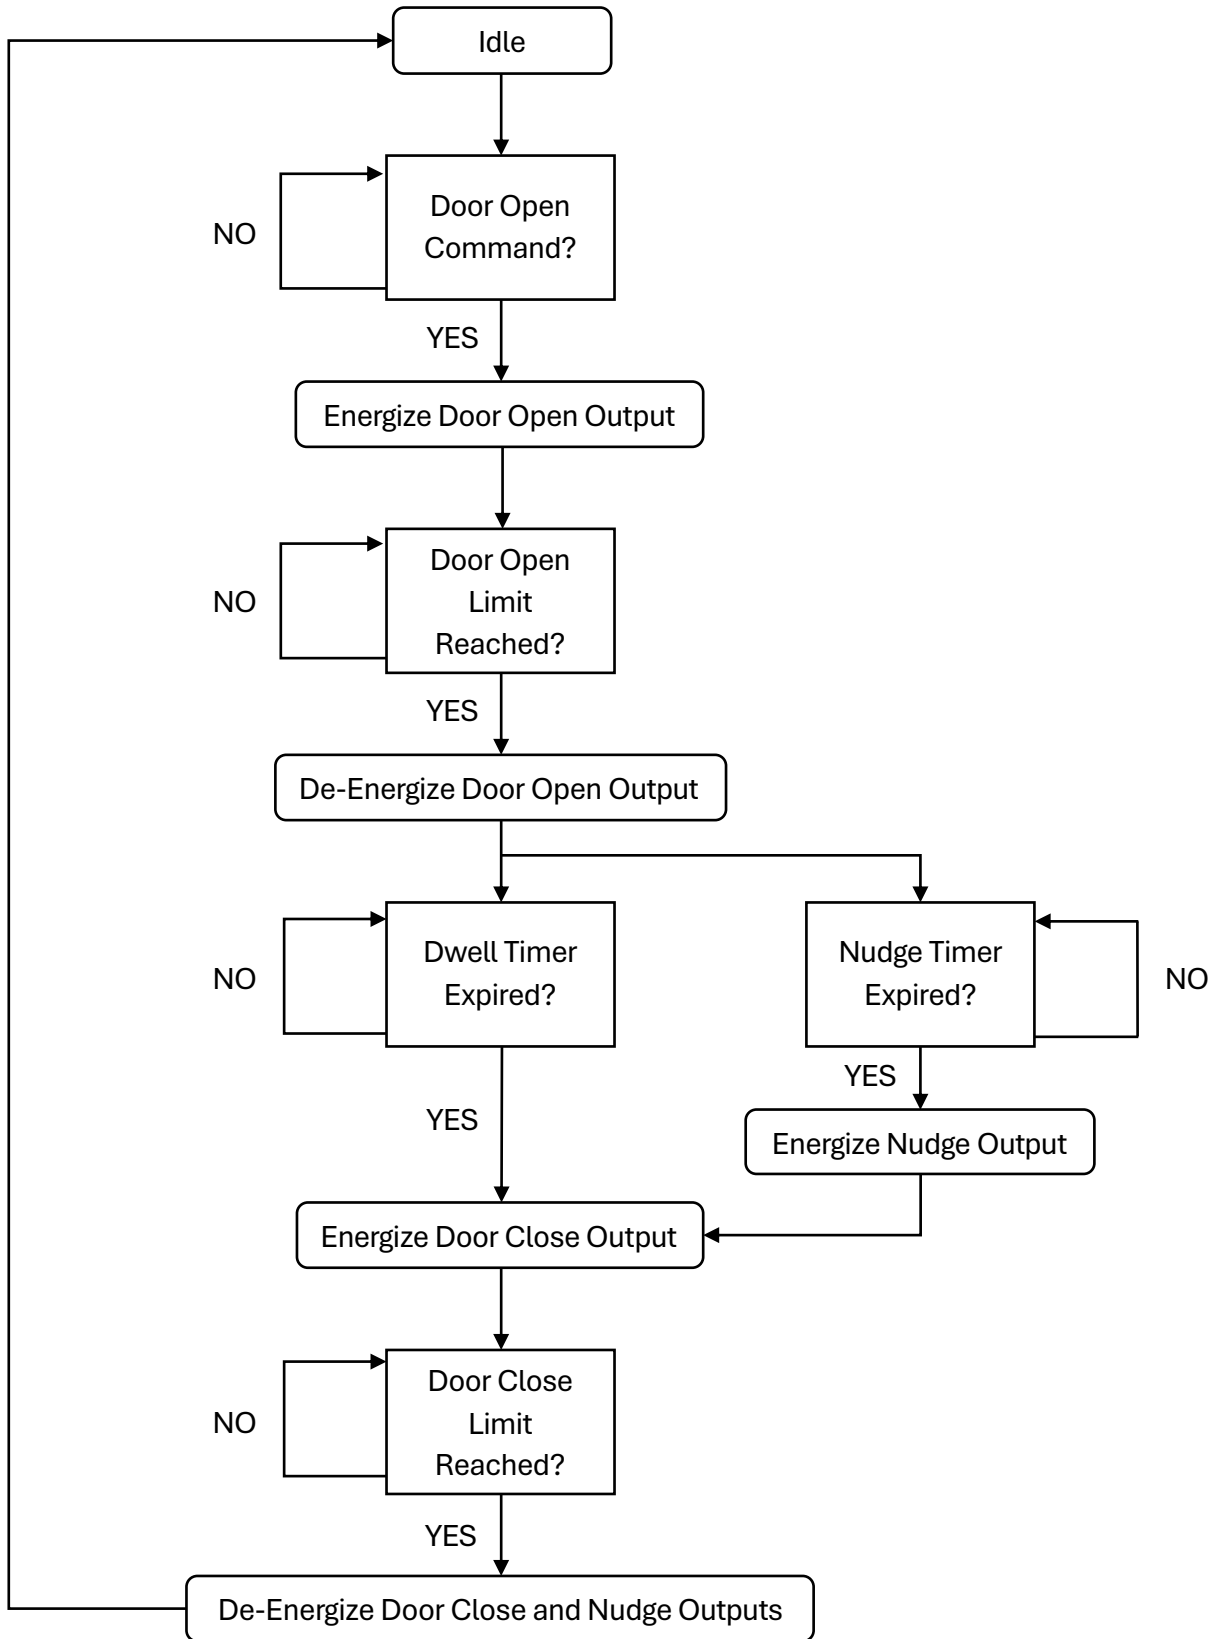 Idle
Door Open
Command?
NO
YES
Energize Door Open Output
Door Open
Limit
Reached?
NO
YES
De-Energize Door Open Output
Dwell Timer
Expired?
NO
YES
Nudge Timer
Expired?
NO
YES
Energize Nudge Output
Energize Door Close Output
Door Close
Limit
Reached?
NO
YES
De-Energize Door Close and Nudge Outputs